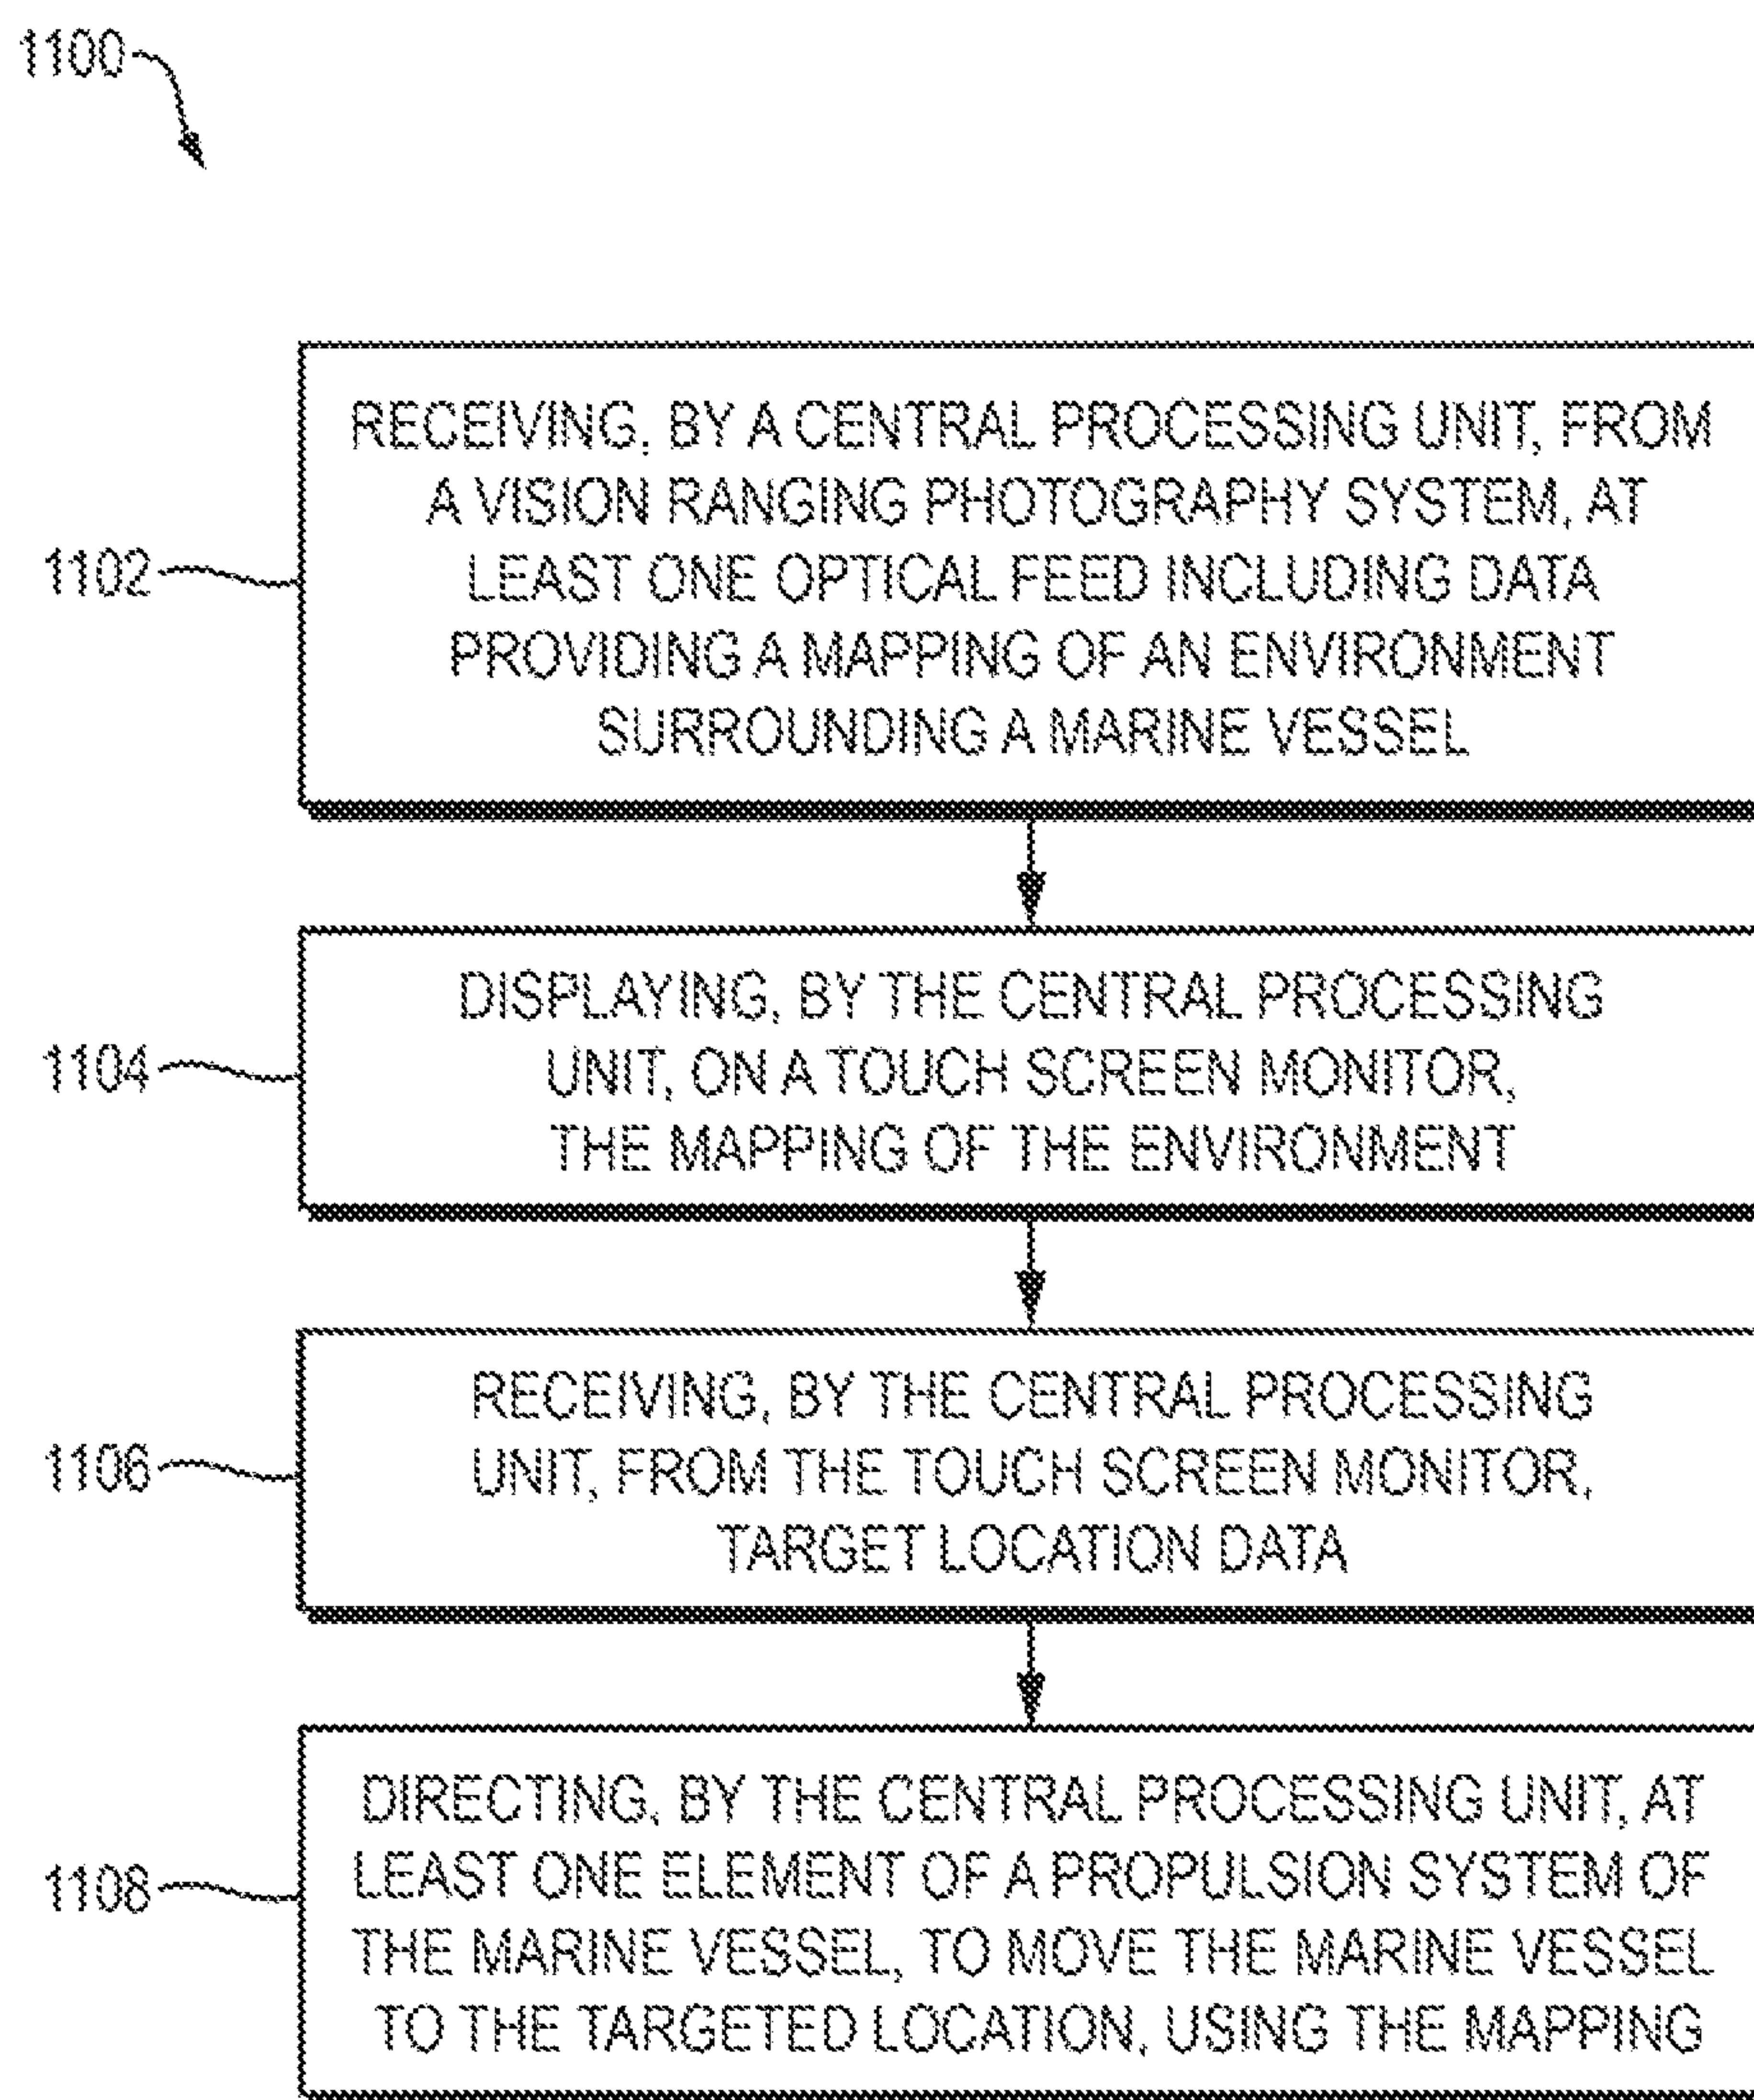 1100
1102
RECEIVING, BY A CENTRAL PROCESSING UNIT, FROM
A VISION RANGING PHOTOGRAPHY SYSTEM, AT
LEAST ONE OPTICAL FEED INCLUDING DATA
PROVIDING A MAPPING OF AN ENVIRONMENT
SURROUNDING A MARINE VESSEL
1104
DISPLAYING, BY THE CENTRAL PROCESSING
UNIT, ON A TOUCH SCREEN MONITOR,
THE MAPPING OF THE ENVIRONMENT
1106
RECEIVING, BY THE CENTRAL PROCESSING
UNIT, FROM THE TOUCH SCREEN MONITOR,
TARGET LOCATION DATA
1108
DIRECTING, BY THE CENTRAL PROCESSING UNIT, AT
LEAST ONE ELEMENT OF A PROPULSION SYSTEM OF
THE MARINE VESSEL, TO MOVE THE MARINE VESSEL
TO THE TARGETED LOCATION, USING THE MAPPING